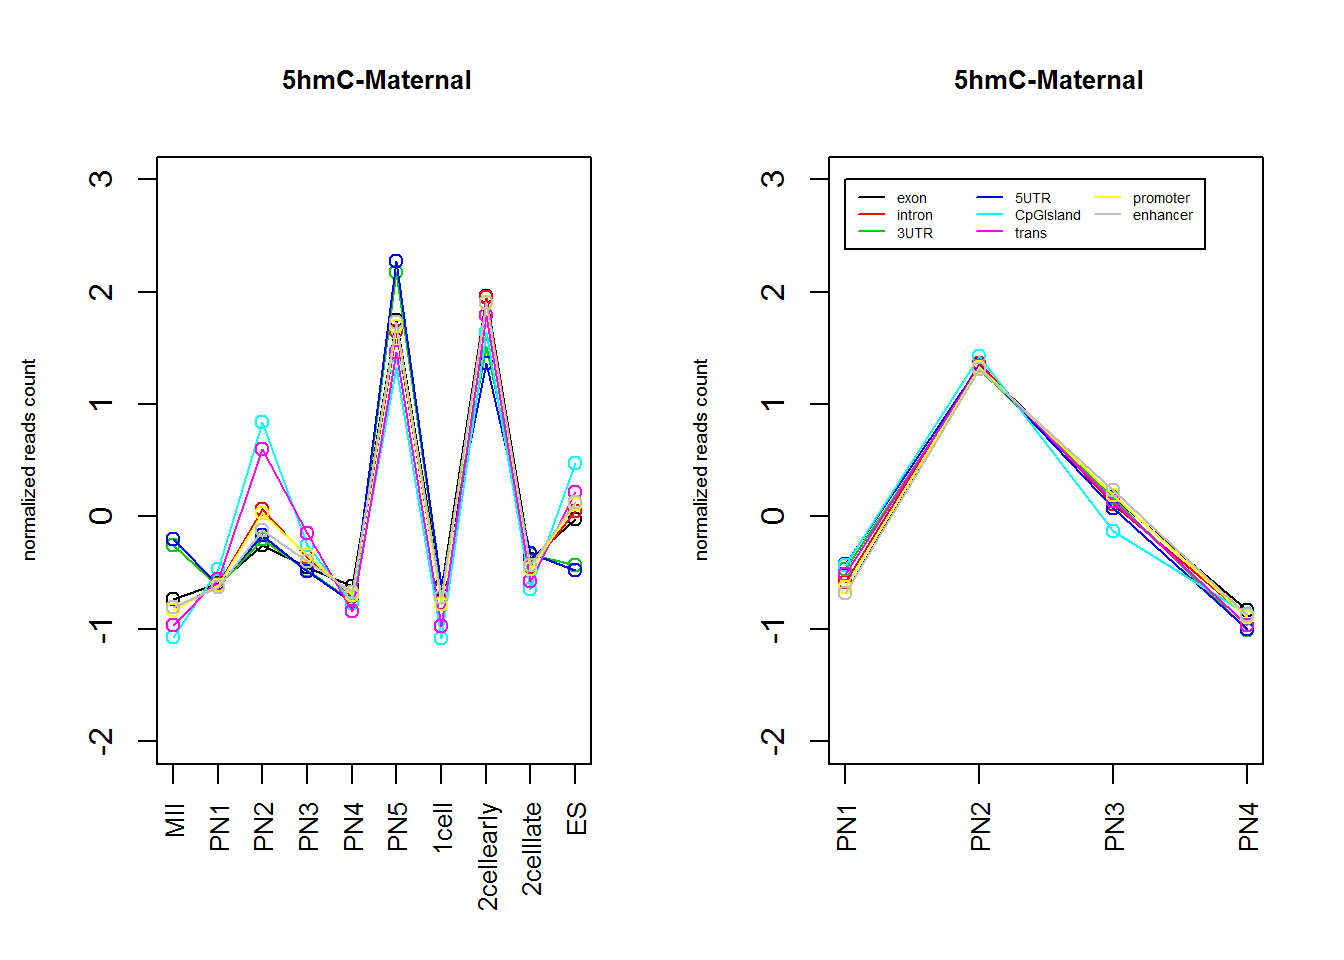 5hmC-Maternal
normalized reads count
3
2
1
0
-1
-2
MII
PN1
PN2
PN3
PN4
PN5
1cell
2cellearly
2celllate
ES
5hmC-Maternal
normalized reads count
3
2
1
0
-1
-2
exon
intron
3UTR
5UTR
CpGIsland
trans
promoter
enhancer
PN1
PN2
PN3
PN4